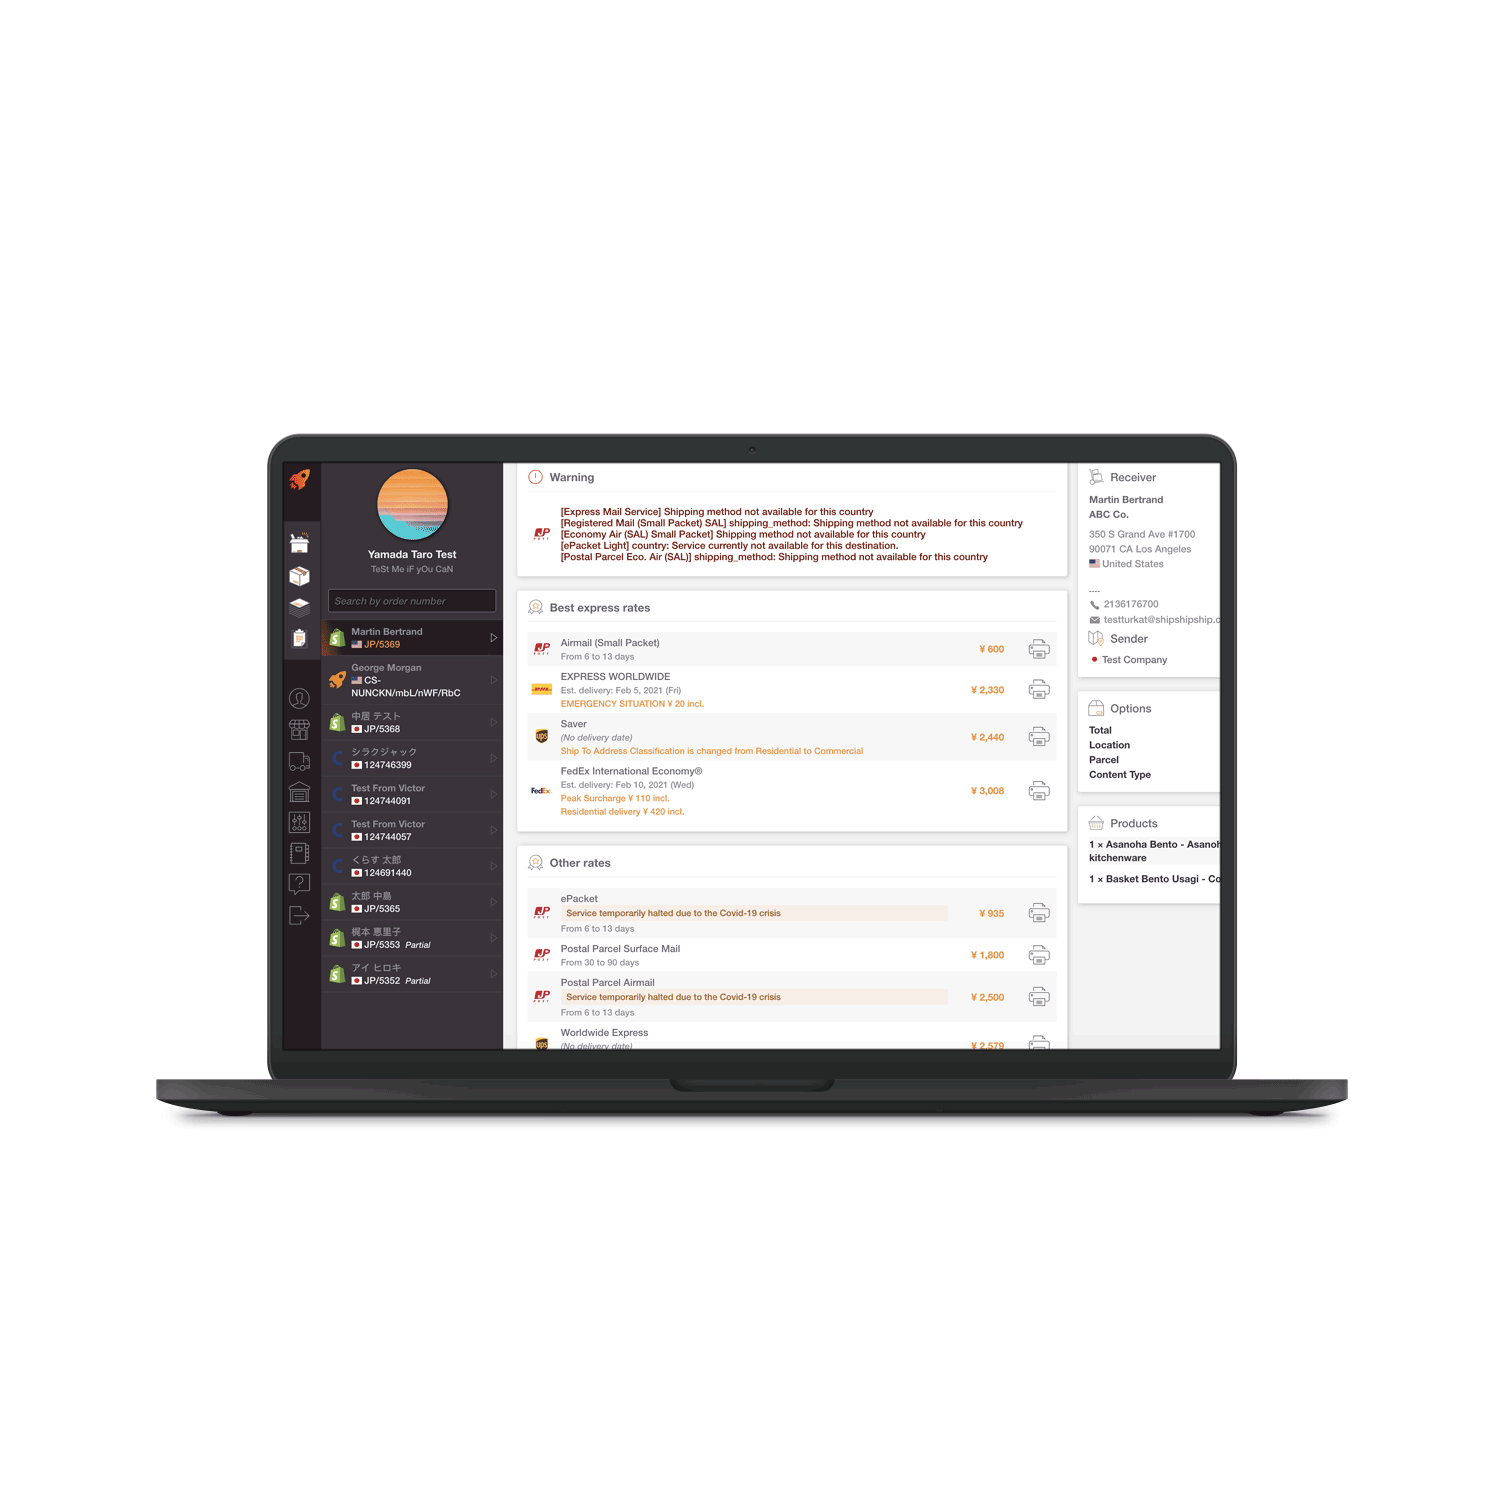 Yamada Taro Test
TeSt Me iF yOu CaN
Search by order number
Martin Bertrand
JP/5369
George Morgan
CS-
NUNCKN/mbL/nWF/RbC
中居 テスト
JP/5368
シラクジャック
124746399
Test From Victor
124744091
Test From Victor
124744057
くらす 太郎
124691440
太郎 中島
JP/5365
梶本 恵里子
JP/5353 Partial
アイ ヒロキ
JP/5352 Partial
Warning
JP POST
[Express Mail Service] Shipping method not available for this country
[Registered Mail (Small Packet) SAL] shipping_method: Shipping method not available for this country
[Economy Air (SAL) Small Packet] Shipping method not available for this country
[ePacket Light] country: Service currently not available for this destination.
[Postal Parcel Eco. Air (SAL)] shipping_method: Shipping method not available for this country
Best express rates
JP POST
Airmail (Small Packet)
From 6 to 13 days
¥ 600
DHL
EXPRESS WORLDWIDE
Est. delivery: Feb 5, 2021 (Fri)
EMERGENCY SITUATION ¥ 20 incl.
¥ 2,330
ups
Saver
(No delivery date)
Ship To Address Classification is changed from Residential to Commercial
¥ 2,440
FedEx
FedEx International Economy®
Est. delivery: Feb 10, 2021 (Wed)
Peak Surcharge ¥ 110 incl.
Residential delivery ¥ 420 incl.
¥ 3,008
Other rates
JP POST
ePacket
Service temporarily halted due to the Covid-19 crisis
From 6 to 13 days
¥ 935
JP POST
Postal Parcel Surface Mail
From 30 to 90 days
¥ 1,800
JP POST
Postal Parcel Airmail
Service temporarily halted due to the Covid-19 crisis
From 6 to 13 days
¥ 2,500
ups
Worldwide Express
(No delivery date)
¥ 2,579
Receiver
Martin Bertrand
ABC Co.
350 S Grand Ave #1700
90071 CA Los Angeles
United States
----
2136176700
testturkat@shipshipship.c
Sender
Test Company
Options
Total
Location
Parcel
Content Type
Products
1 × Asanoha Bento - Asanoh
kitchenware
1 × Basket Bento Usagi - Co